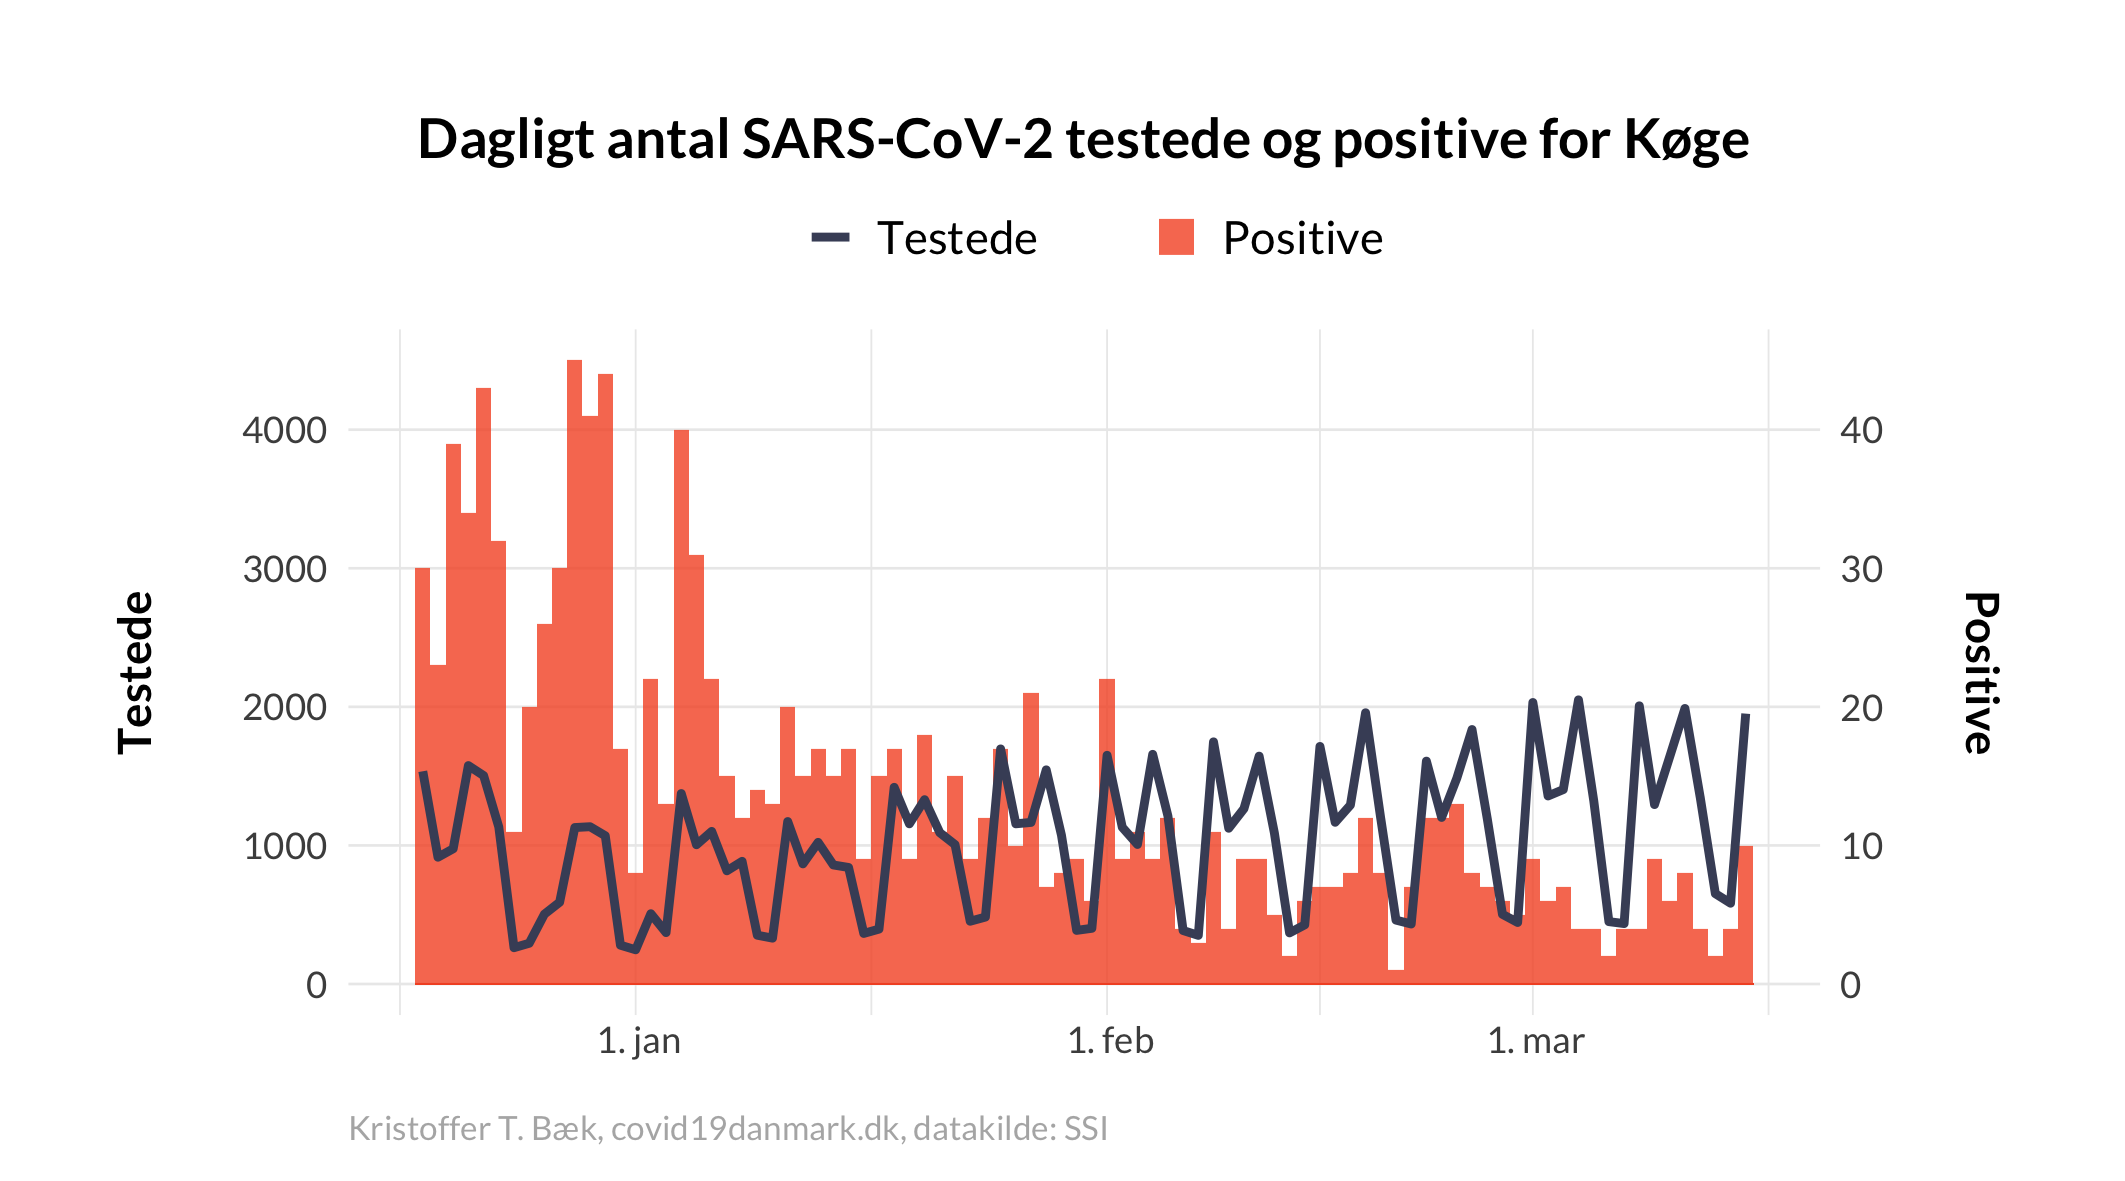 Dagligt antal SARS-CoV-2 testede og positive for Køge
Testede Positive
4000 40
3000 30
2000 20
1000 10
0 0
Testede
Positive
1. jan 1. feb 1. mar
Kristoffer T. Bæk, covid19danmark.dk, datakilde: SSI